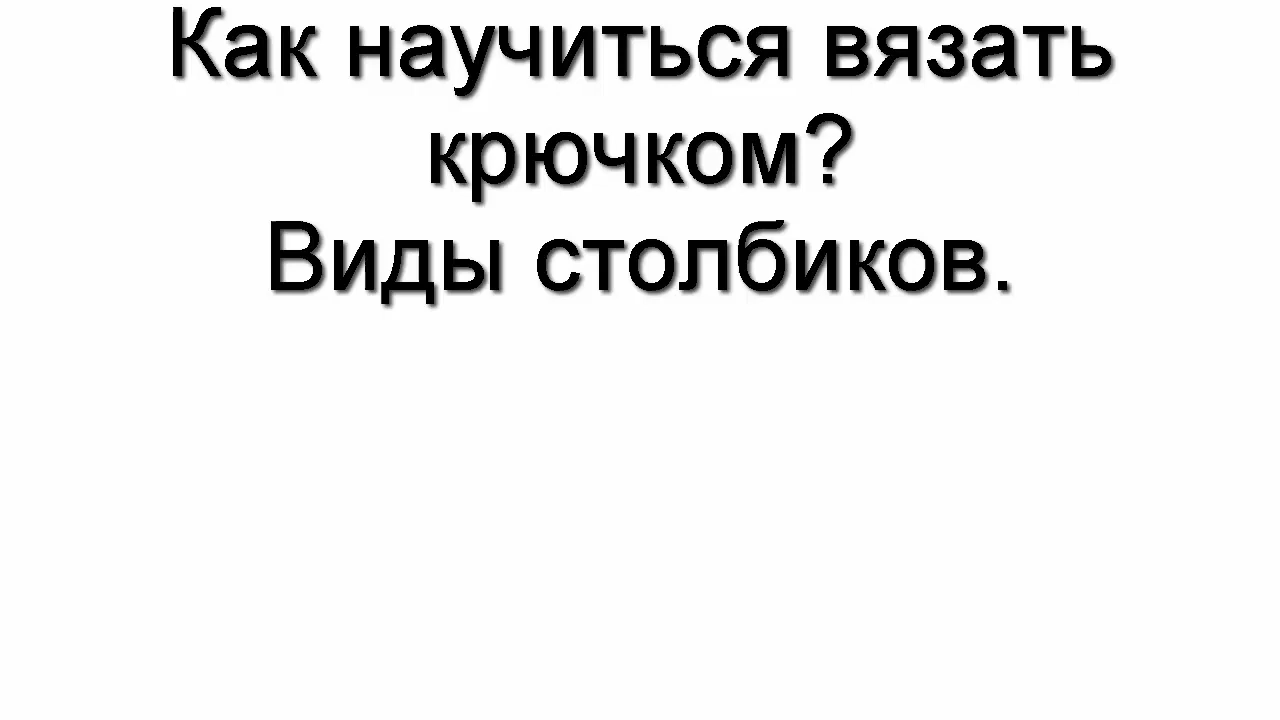 Как научиться вязать
крючком?
Виды столбиков.